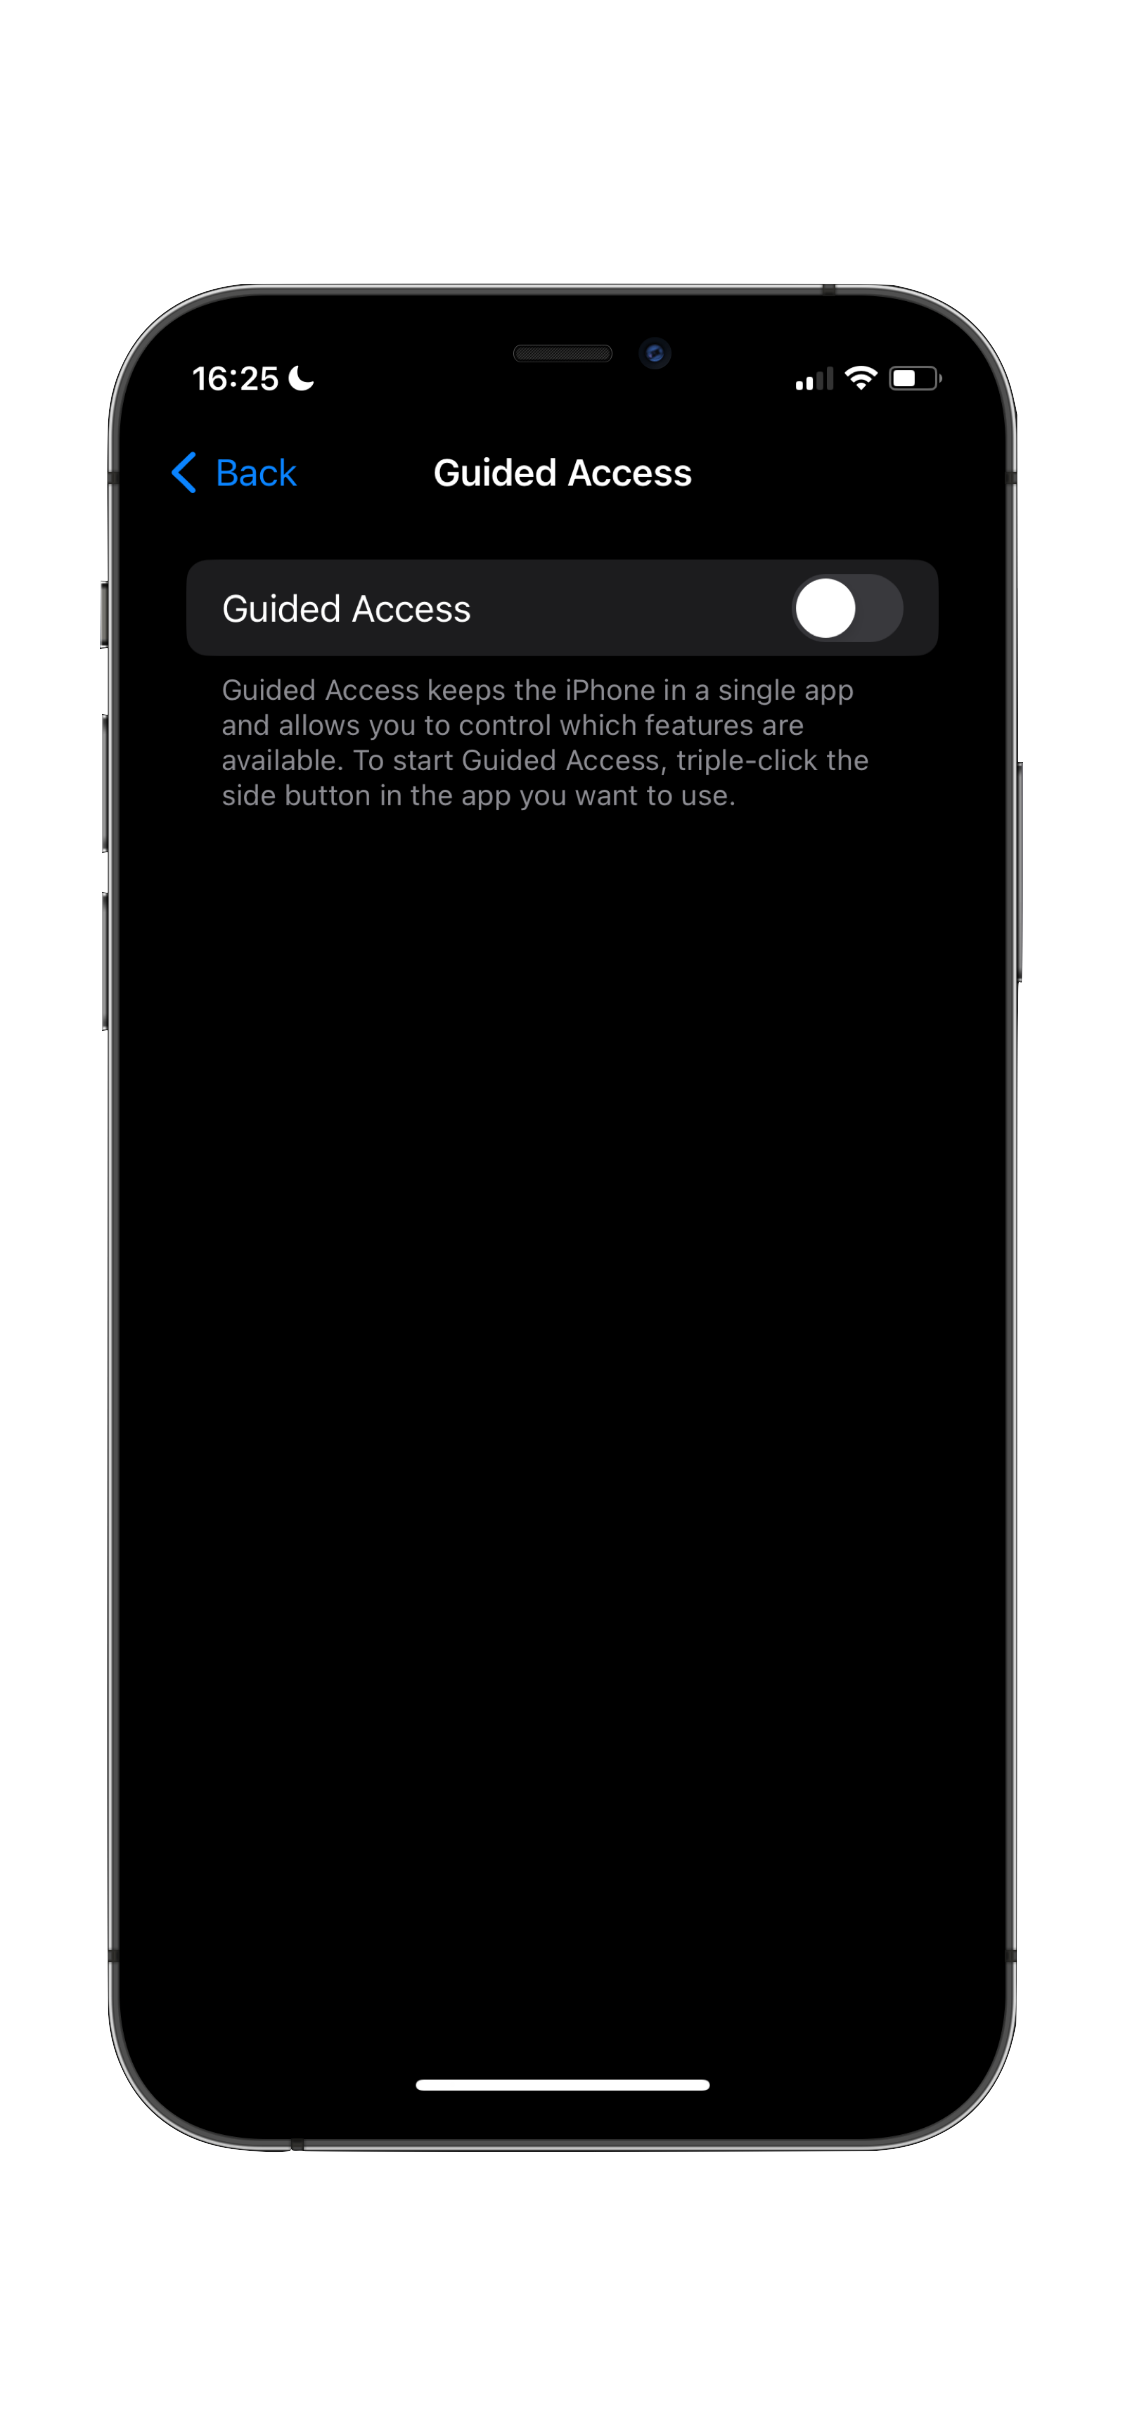 16:25
Back
Guided Access
Guided Access
Guided Access keeps the iPhone in a single app
and allows you to control which features are
available. To start Guided Access, triple-click the
side button in the app you want to use.